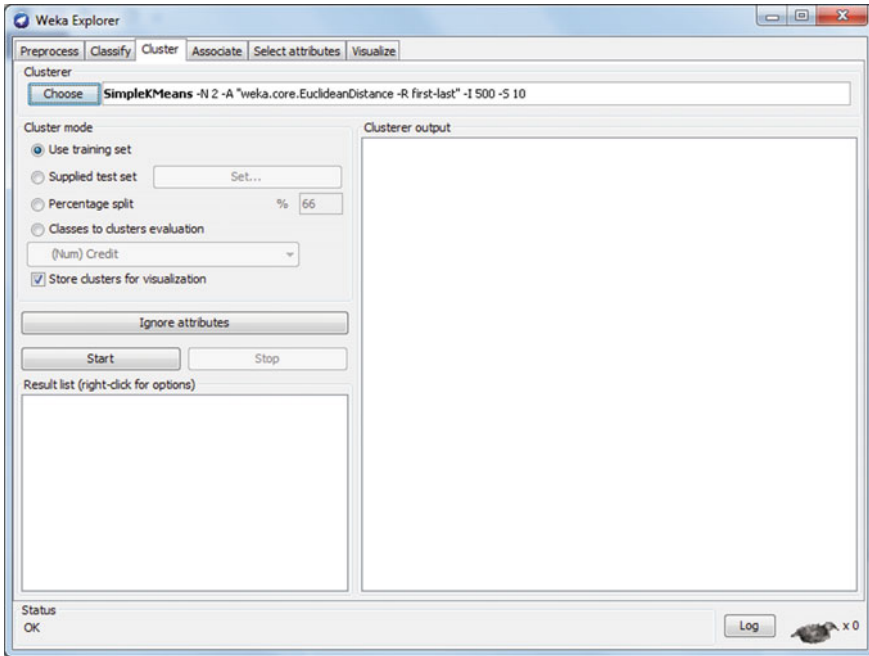 Weka Explorer
Preprocess Classify Cluster Associate Select attributes Visualize
Clusterer
Choose SimpleKMeans -N 2 -A "weka.core.EuclideanDistance -R first-last" -I 500 -S 10
Cluster mode
Use training set
Supplied test set Set...
Percentage split % 66
Classes to clusters evaluation
(Num) Credit
Store clusters for visualization
Ignore attributes
Start Stop
Result list (right-click for options)
Clusterer output
Status
OK
Log x 0